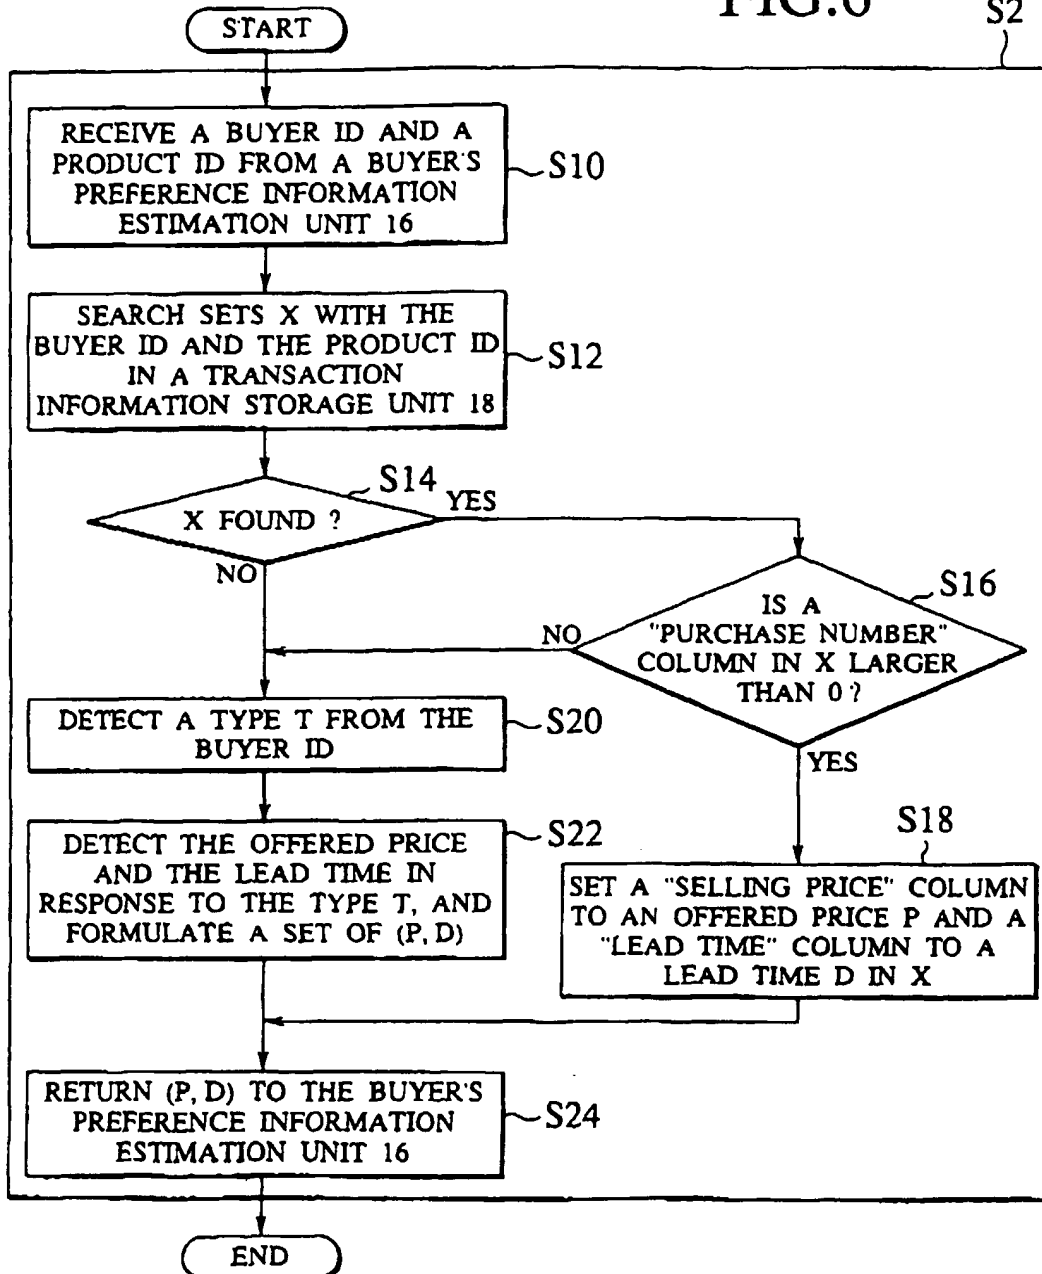 FIG.6
S2
START
RECEIVE A BUYER ID AND A
PRODUCT ID FROM A BUYER'S
PREFERENCE INFORMATION
ESTIMATION UNIT 16
S10
SEARCH SETS X WITH THE
BUYER ID AND THE PRODUCT ID
IN A TRANSACTION
INFORMATION STORAGE UNIT 18
S12
S14
X FOUND ?
YES
NO
S16
IS A
"PURCHASE NUMBER"
COLUMN IN X LARGER
THAN 0 ?
NO
YES
DETECT A TYPE T FROM THE
BUYER ID
S20
DETECT THE OFFERED PRICE
AND THE LEAD TIME IN
RESPONSE TO THE TYPE T, AND
FORMULATE A SET OF (P, D)
S22
S18
SET A "SELLING PRICE" COLUMN
TO AN OFFERED PRICE P AND A
"LEAD TIME" COLUMN TO A
LEAD TIME D IN X
RETURN (P, D) TO THE BUYER'S
PREFERENCE INFORMATION
ESTIMATION UNIT 16
S24
END